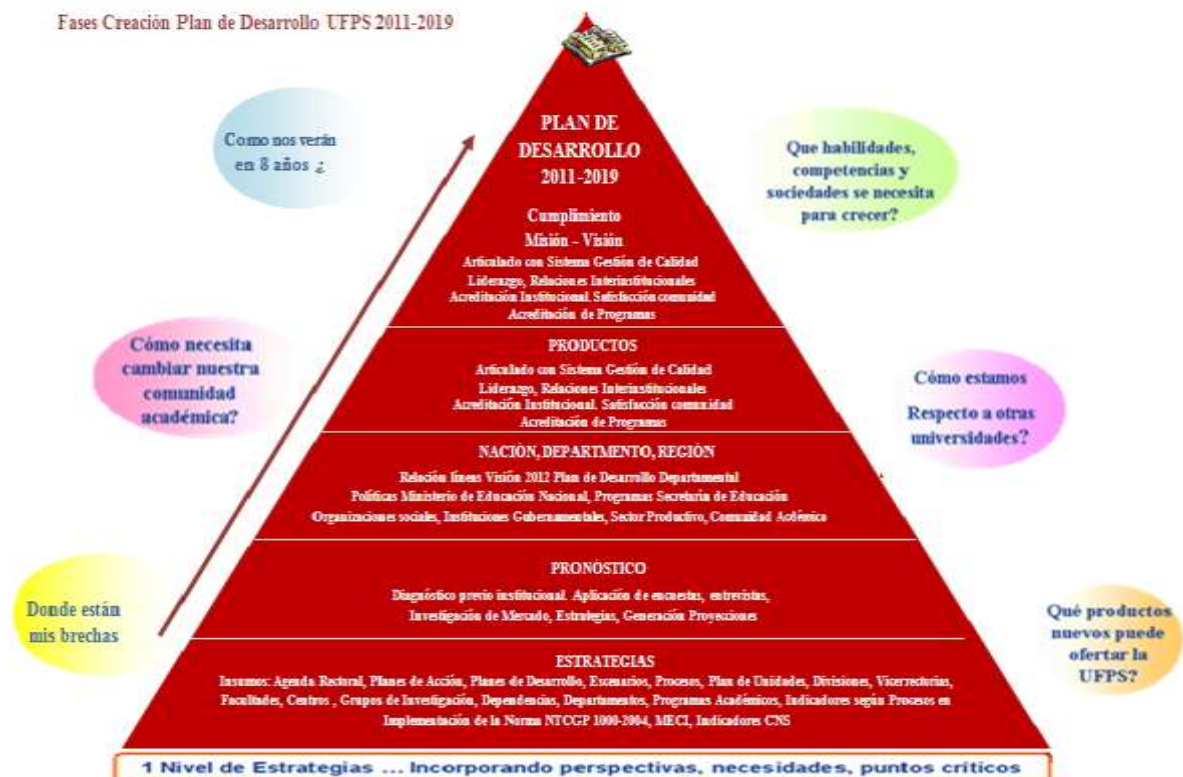 Fases Creación Plan de Desarrollo UFPS 2011-2019
Como nos verán
en 8 años ¿
PLAN DE
DESARROLLO
2011-2019
Cumplimiento
Misión – Visión
Articulado con Sistema Gestión de Calidad
Liderazgo, Relaciones Interinstitucionales
Acreditación Institucional, Satisfacción comunidad
Acreditación de Programas
Que habilidades,
competencias y
sociedades se necesita
para crecer?
Cómo necesita
cambiar nuestra
comunidad
académica?
PRODUCTOS
Articulado con Sistema Gestión de Calidad
Liderazgo, Relaciones Interinstitucionales
Acreditación Institucional, Satisfacción comunidad
Acreditación de Programas
Cómo estamos
Respecto a otras
universidades?
NACIÓN, DEPARTMENTO, REGIÓN
Relación líneas Visión 2012 Plan de Desarrollo Departamental
Políticas Ministerio de Educación Nacional, Programas Secretaría de Educación
Organizaciones sociales, Instituciones Gubernamentales, Sector Productivo, Comunidad Académico
Donde están
mis brechas
PRONÓSTICO
Diagnóstico previo institucional. Aplicación de encuestas, entrevistas,
Investigación de Mercado, Estrategias, Generación Proyecciones
Qué productos
nuevos puede
ofertar la
UFPS?
ESTRATEGIAS
Insumos: Agenda Rectoral, Planes de Acción, Planes de Desarrollo, Escenarios, Procesos, Plan de Unidades, Divisiones, Vicerrectorías,
Facultades, Centros , Grupos de Investigación, Dependencias, Departamentos, Programas Académicos, Indicadores según Procesos en
Implementación de la Norma NTCGP 1000-2004, MECI, Indicadores CNS
1 Nivel de Estrategias ... Incorporando perspectivas, necesidades, puntos críticos